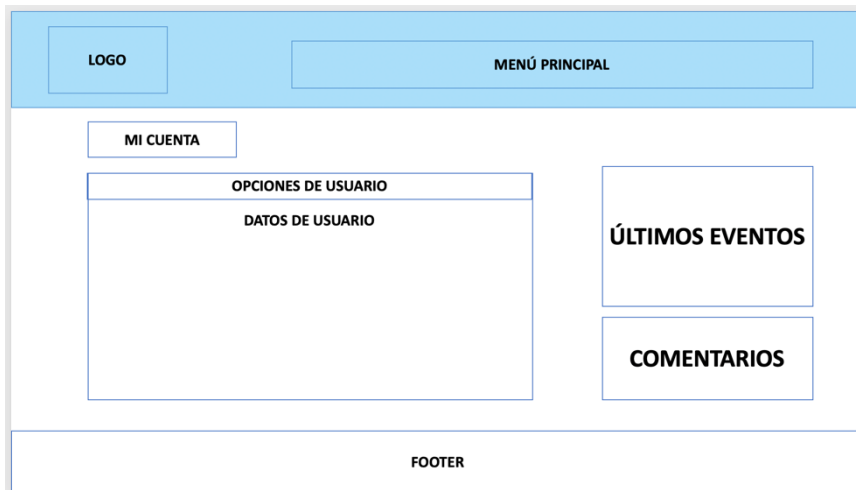 LOGO
MENÚ PRINCIPAL
MI CUENTA
OPCIONES DE USUARIO
DATOS DE USUARIO
ÚLTIMOS EVENTOS
COMENTARIOS
FOOTER